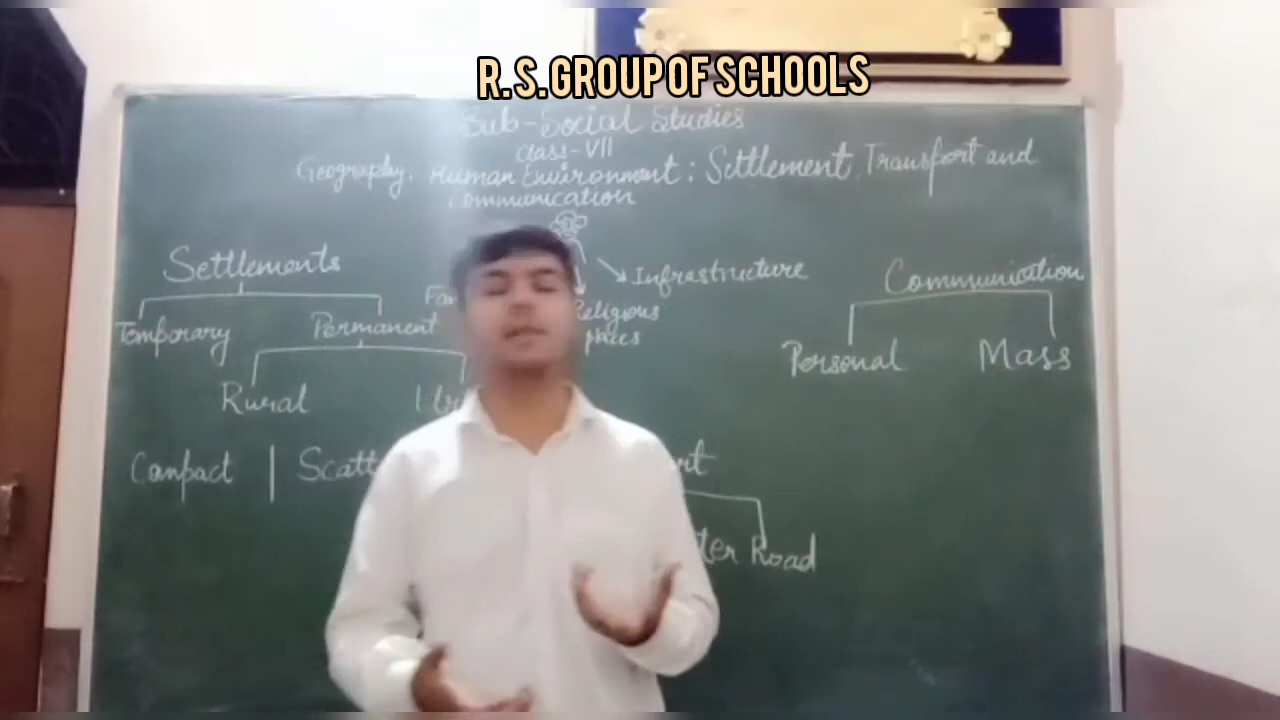 R. S. GROUP OF SCHOOLS
Sub-Social Studies
Class-VII
Geography. Human Environment : Settlement, Transport and
Communication
Settlements
Infrastructure
Communication
Religious
places
Temporary Permanent
Personal Mass
Rural
Compact |
Road